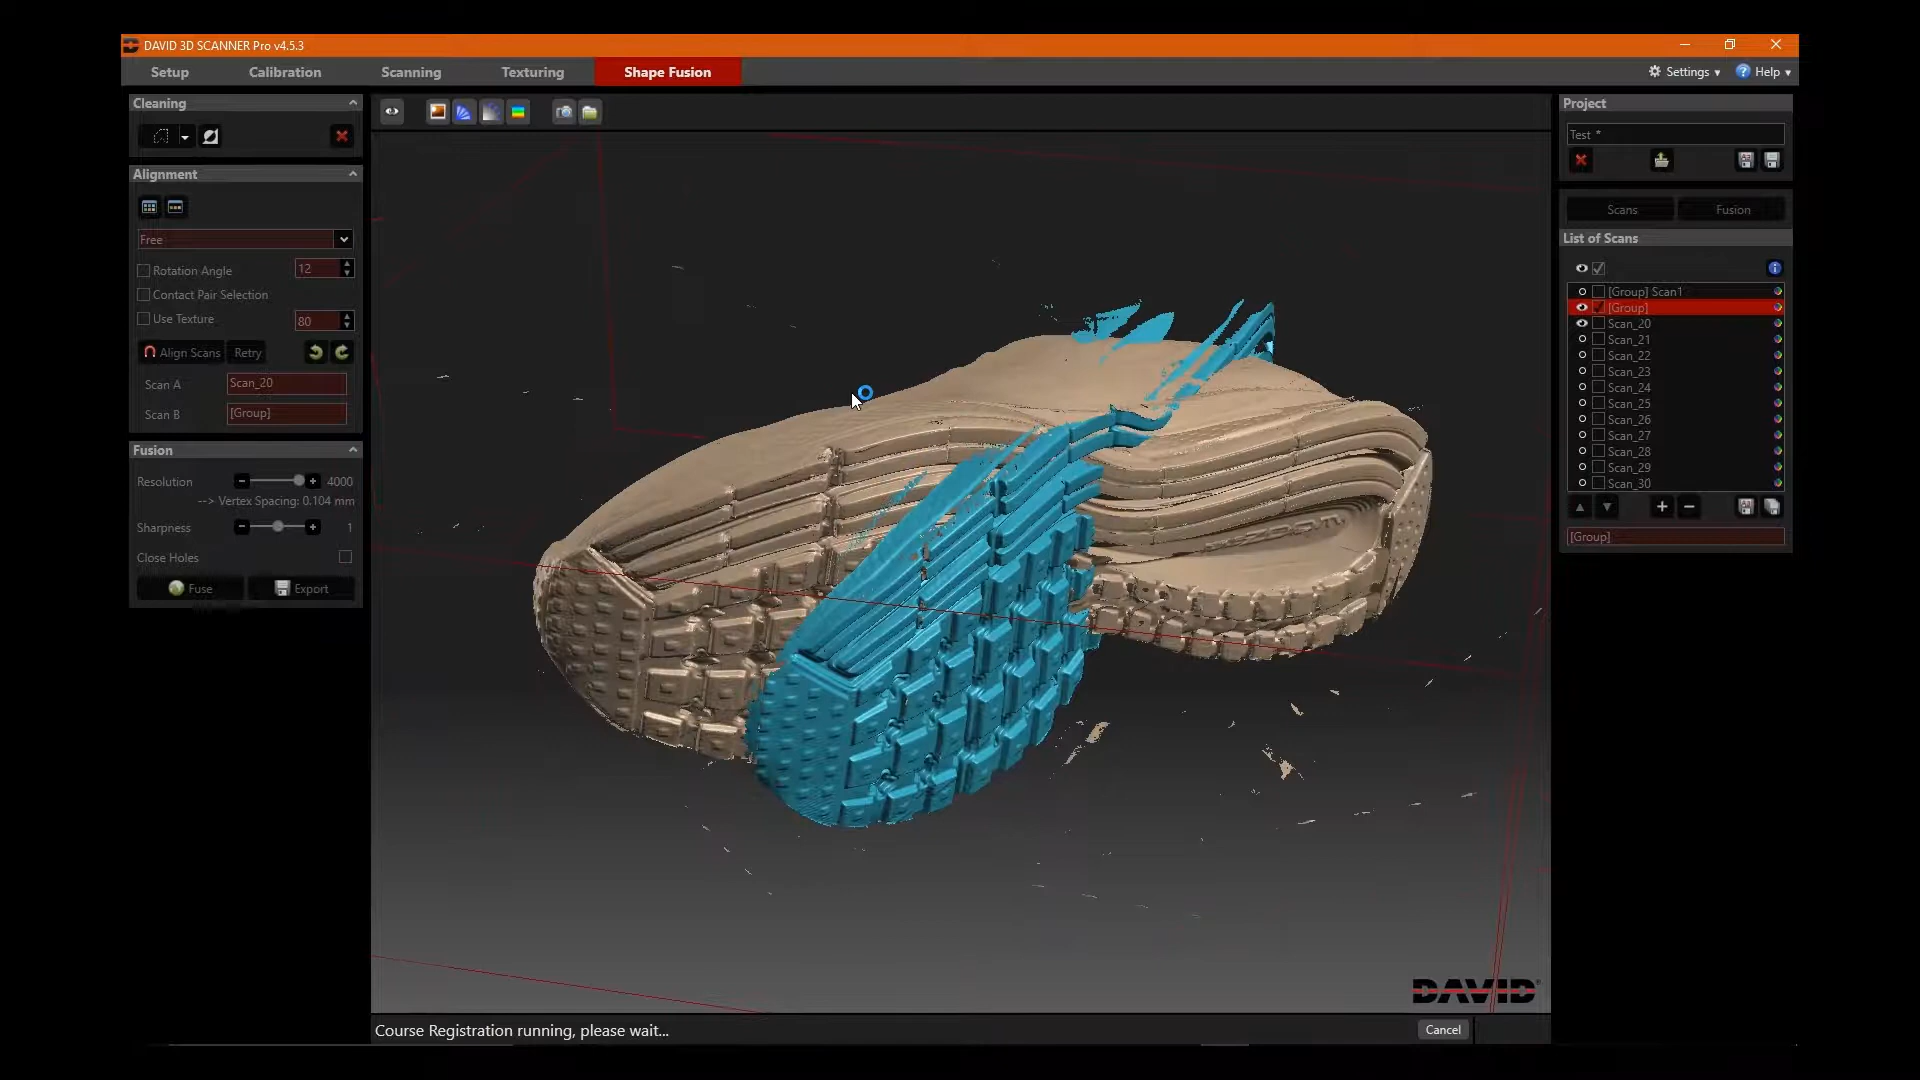 DAVID 3D SCANNER Pro v4.5.3
Setup Calibration Scanning Texturing Shape Fusion Settings Help
Cleaning
Alignment
Free
Rotation Angle 12
Contact Pair Selection
Use Texture 80
Align Scans Retry
Scan A Scan_20
Scan B [Group]
Fusion
Resolution 4000
--> Vertex Spacing: 0.104 mm
Sharpness 1
Close Holes
Fuse Export
DAVID
Course Registration running, please wait...
Cancel
Project
Test *
Scans Fusion
List of Scans
[Group] Scan1
[Group]
Scan_20
Scan_21
Scan_22
Scan_23
Scan_24
Scan_25
Scan_26
Scan_27
Scan_28
Scan_29
Scan_30
[Group]